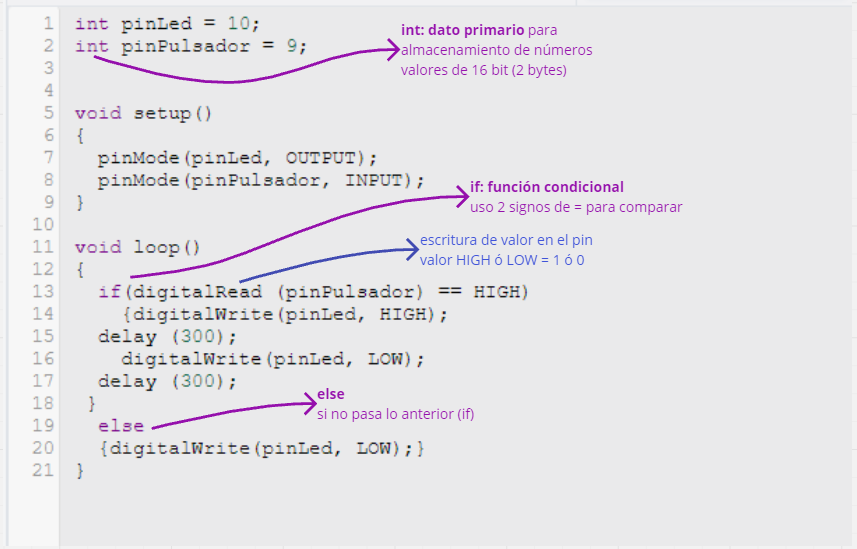 1 int pinLed = 10;
2 int pinPulsador = 9;
3
4
5 void setup()
6 {
7 pinMode(pinLed, OUTPUT);
8 pinMode(pinPulsador, INPUT);
9 }
10
11 void loop()
12 {
13 if(digitalRead (pinPulsador) == HIGH)
14 {digitalWrite(pinLed, HIGH);
15 delay (300);
16 digitalWrite(pinLed, LOW);
17 delay (300);
18 }
19 else
20 {digitalWrite(pinLed, LOW);}
21 }
int: dato primario para
almacenamiento de números
valores de 16 bit (2 bytes)
if: función condicional
uso 2 signos de = para comparar
escritura de valor en el pin
valor HIGH ó LOW = 1 ó 0
else
si no pasa lo anterior (if)